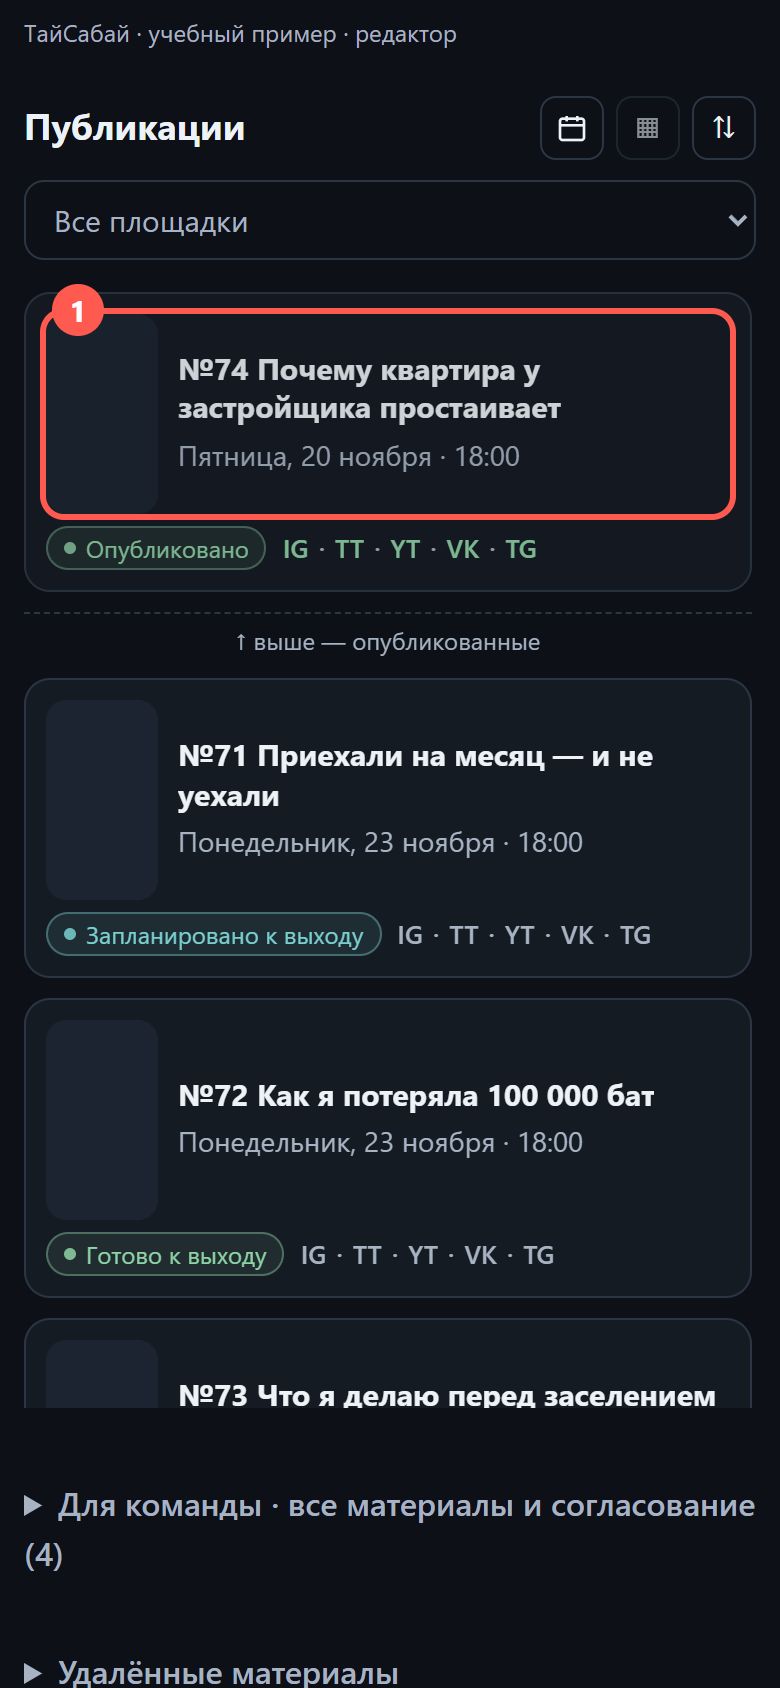 ТайСабай · учебный пример · редактор
Публикации
Все площадки
1
№74 Почему квартира у
застройщика простаивает
Пятница, 20 ноября · 18:00
Опубликовано IG · TT · YT · VK · TG
↑ выше — опубликованные
№71 Приехали на месяц — и не
уехали
Понедельник, 23 ноября · 18:00
Запланировано к выходу IG · TT · YT · VK · TG
№72 Как я потеряла 100 000 бат
Понедельник, 23 ноября · 18:00
Готово к выходу IG · TT · YT · VK · TG
№73 Что я делаю перед заселением
Для команды · все материалы и согласование
(4)
Удалённые материалы